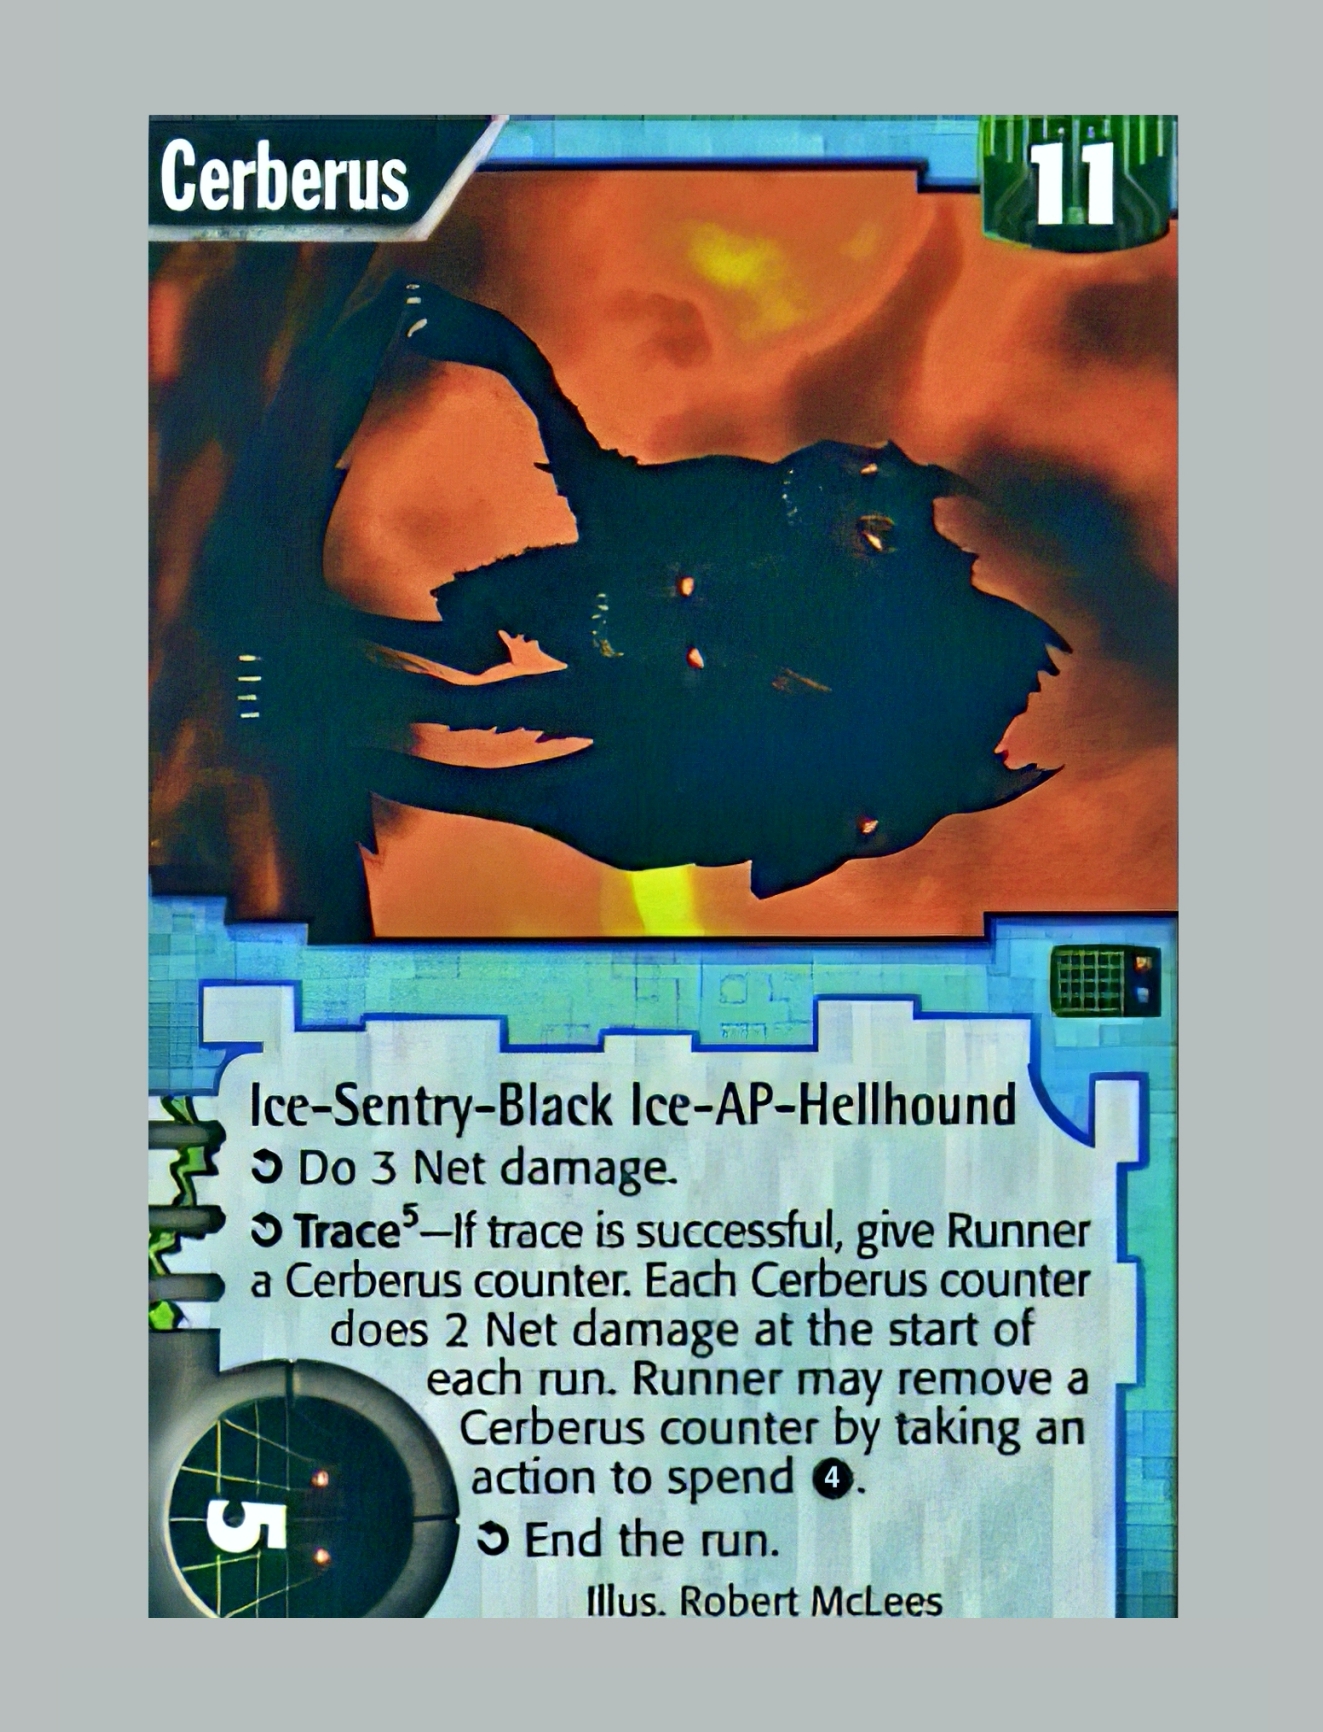 Cerberus
11
Ice-Sentry-Black Ice-AP-Hellhound
Do 3 Net damage.
Trace⁵—If trace is successful, give Runner
a Cerberus counter. Each Cerberus counter
does 2 Net damage at the start of
each run. Runner may remove a
Cerberus counter by taking an
action to spend 4.
5
End the run.
Illus. Robert McLees